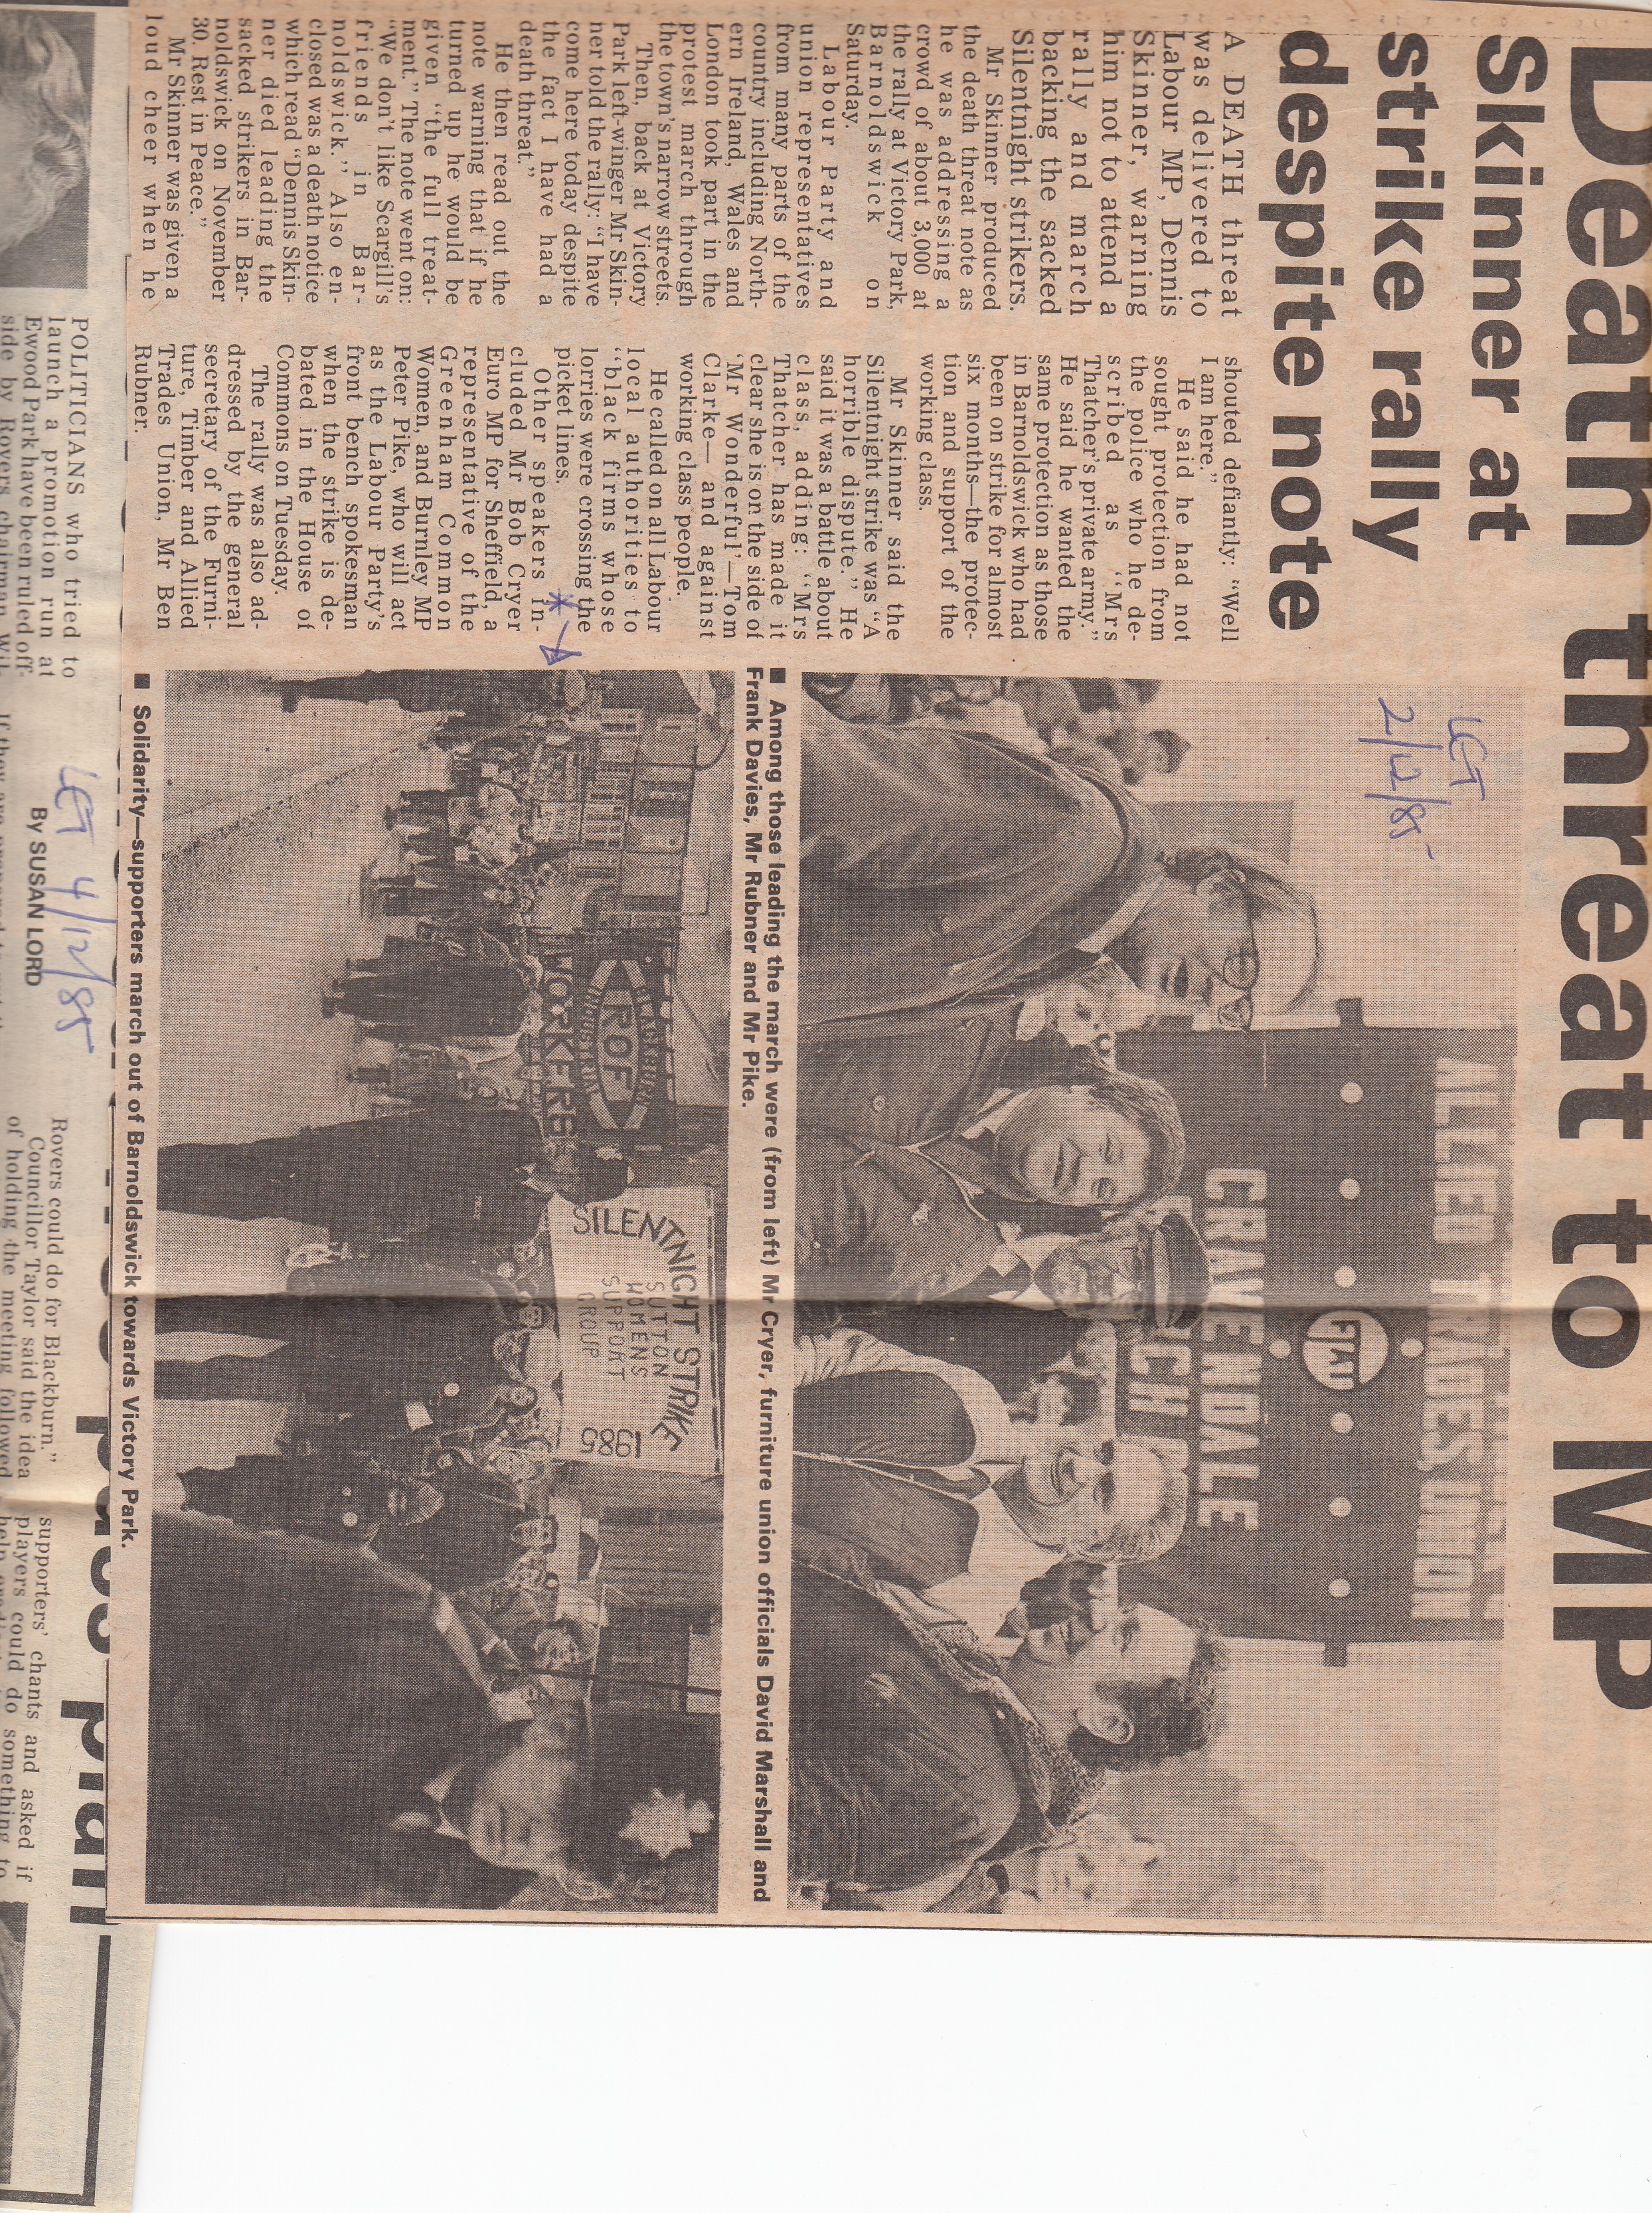 Death threat to MP
Skinner at
strike rally
despite note
LET
2/12/85
A DEATH threat
was delivered to
Labour MP, Dennis
Skinner, warning
him not to attend a
rally and march
backing the sacked
Silentnight strikers.
Mr Skinner produced
the death threat note as
he was addressing a
crowd of about 3,000 at
the rally at Victory Park,
Barnoldswick on
Saturday.
Labour Party and
union representatives
from many parts of the
country including North-
ern Ireland, Wales and
London took part in the
protest march through
the town's narrow streets.
Then, back at Victory
Park left-winger Mr Skin-
ner told the rally: "I have
come here today despite
the fact I have had a
death threat."
He then read out the
note warning that if he
turned up he would be
given "the full treat-
ment." The note went on:
"We don't like Scargill's
friends in Bar-
noldswick." Also en-
closed was a death notice
which read "Dennis Skin-
ner died leading the
sacked strikers in Bar-
noldswick on November
30. Rest in Peace."
Mr Skinner was given a
loud cheer when he
shouted defiantly: "Well
I am here."
He said he had not
sought protection from
the police who he de-
scribed as "Mrs
Thatcher's private army."
He said he wanted the
same protection as those
in Barnoldswick who had
been on strike for almost
six months—the protec-
tion and support of the
working class.
Mr Skinner said the
Silentnight strike was "A
horrible dispute." He
said it was a battle about
class, adding: "Mrs
Thatcher has made it
clear she is on the side of
'Mr Wonderful'—Tom
Clarke— and against
working class people.
He called on all Labour
local authorities to
"black firms whose
lorries were crossing the
picket lines.
Other speakers in-
cluded Mr Bob Cryer
Euro MP for Sheffield, a
representative of the
Greenham Common
Women, and Burnley MP
Peter Pike, who will act
as the Labour Party's
front bench spokesman
when the strike is de-
bated in the House of
Commons on Tuesday.
The rally was also ad-
dressed by the general
secretary of the Furni-
ture, Timber and Allied
Trades Union, Mr Ben
Rubner.
ALLIED TRADES UNION
FTAT
CRAVENDALE
■ Among those leading the march were (from left) Mr Cryer, furniture union officials David Marshall and
Frank Davies, Mr Rubner and Mr Pike.
BLACKBURN
ROF
INDUSTRIAL
WORKERS
SILENTNIGHT STRIKE
SUTTON
WOMENS
SUPPORT
GROUP
1985
■ Solidarity—supporters march out of Barnoldswick towards Victory Park.
plan
LET 4/12/85
By SUSAN LORD
POLITICIANS who tried to
launch a promotion run at
Ewood Park have been ruled off-
side by Rovers chairman
Rovers could do for Blackburn."
Councillor Taylor said the idea
of holding the meeting followed
supporters' chants and asked if
players could do something to